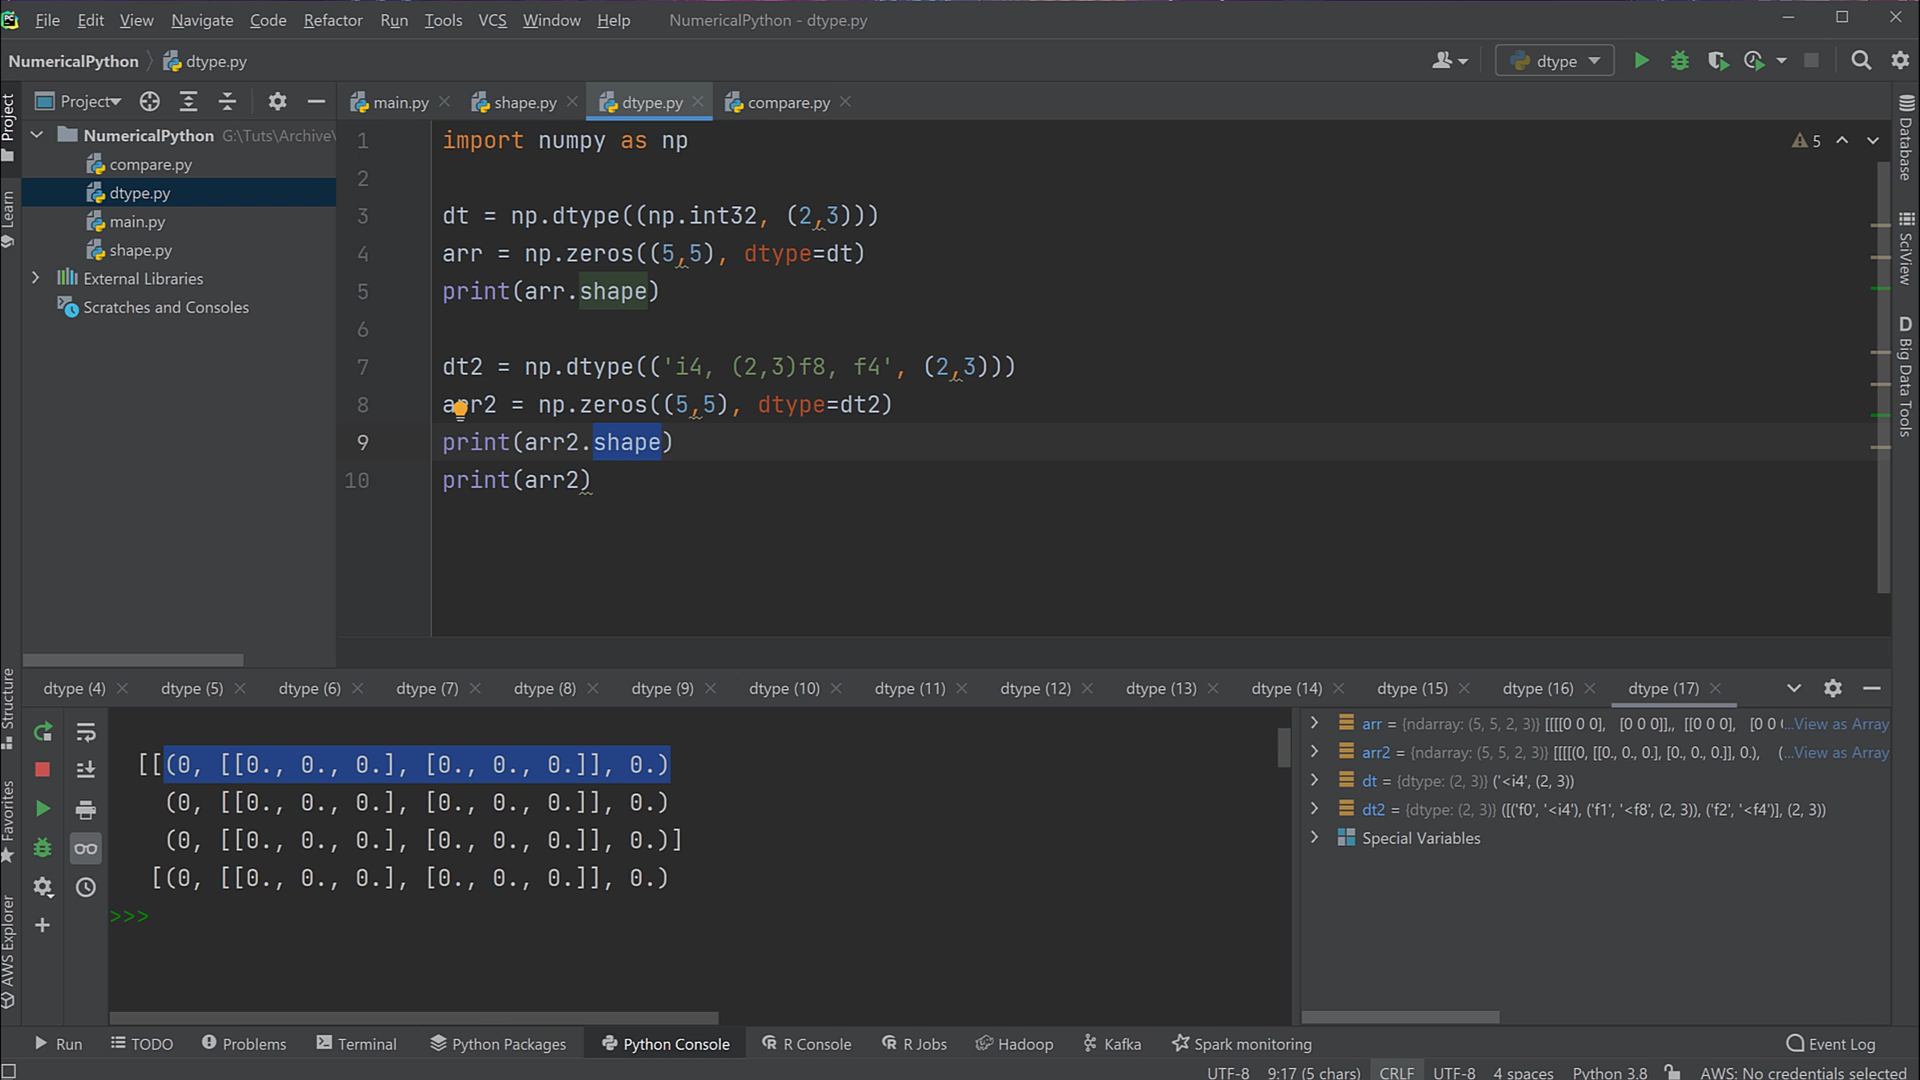 File Edit View Navigate Code Refactor Run Tools VCS Window Help NumericalPython - dtype.py
NumericalPython dtype.py dtype
Project main.py shape.py dtype.py compare.py
NumericalPython G:\Tuts\Archive\
compare.py
dtype.py
main.py
shape.py
External Libraries
Scratches and Consoles
1 import numpy as np
2
3 dt = np.dtype((np.int32, (2,3)))
4 arr = np.zeros((5,5), dtype=dt)
5 print(arr.shape)
6
7 dt2 = np.dtype(('i4, (2,3)f8, f4', (2,3)))
8 arr2 = np.zeros((5,5), dtype=dt2)
9 print(arr2.shape)
10 print(arr2)
5
Project
Learn
Structure
Favorites
AWS Explorer
Database
SciView
D Big Data Tools
dtype (4) dtype (5) dtype (6) dtype (7) dtype (8) dtype (9) dtype (10) dtype (11) dtype (12) dtype (13) dtype (14) dtype (15) dtype (16) dtype (17)
[[(0, [[0., 0., 0.], [0., 0., 0.]], 0.)
(0, [[0., 0., 0.], [0., 0., 0.]], 0.)
(0, [[0., 0., 0.], [0., 0., 0.]], 0.)]
[(0, [[0., 0., 0.], [0., 0., 0.]], 0.)
>>>
arr = {ndarray: (5, 5, 2, 3)} [[[[0 0 0], [0 0 0]],, [[0 0 0], [0 0 ...View as Array
arr2 = {ndarray: (5, 5, 2, 3)} [[[[(0, [[0., 0., 0.], [0., 0., 0.]], 0.), (...View as Array
dt = {dtype: (2, 3)} ('<i4', (2, 3))
dt2 = {dtype: (2, 3)} ([('f0', '<i4'), ('f1', '<f8', (2, 3)), ('f2', '<f4')], (2, 3))
Special Variables
Run TODO Problems Terminal Python Packages Python Console R Console R Jobs Hadoop Kafka Spark monitoring Event Log
UTF-8 9:17 (5 chars) CRLF UTF-8 4 spaces Python 3.8 AWS: No credentials selected